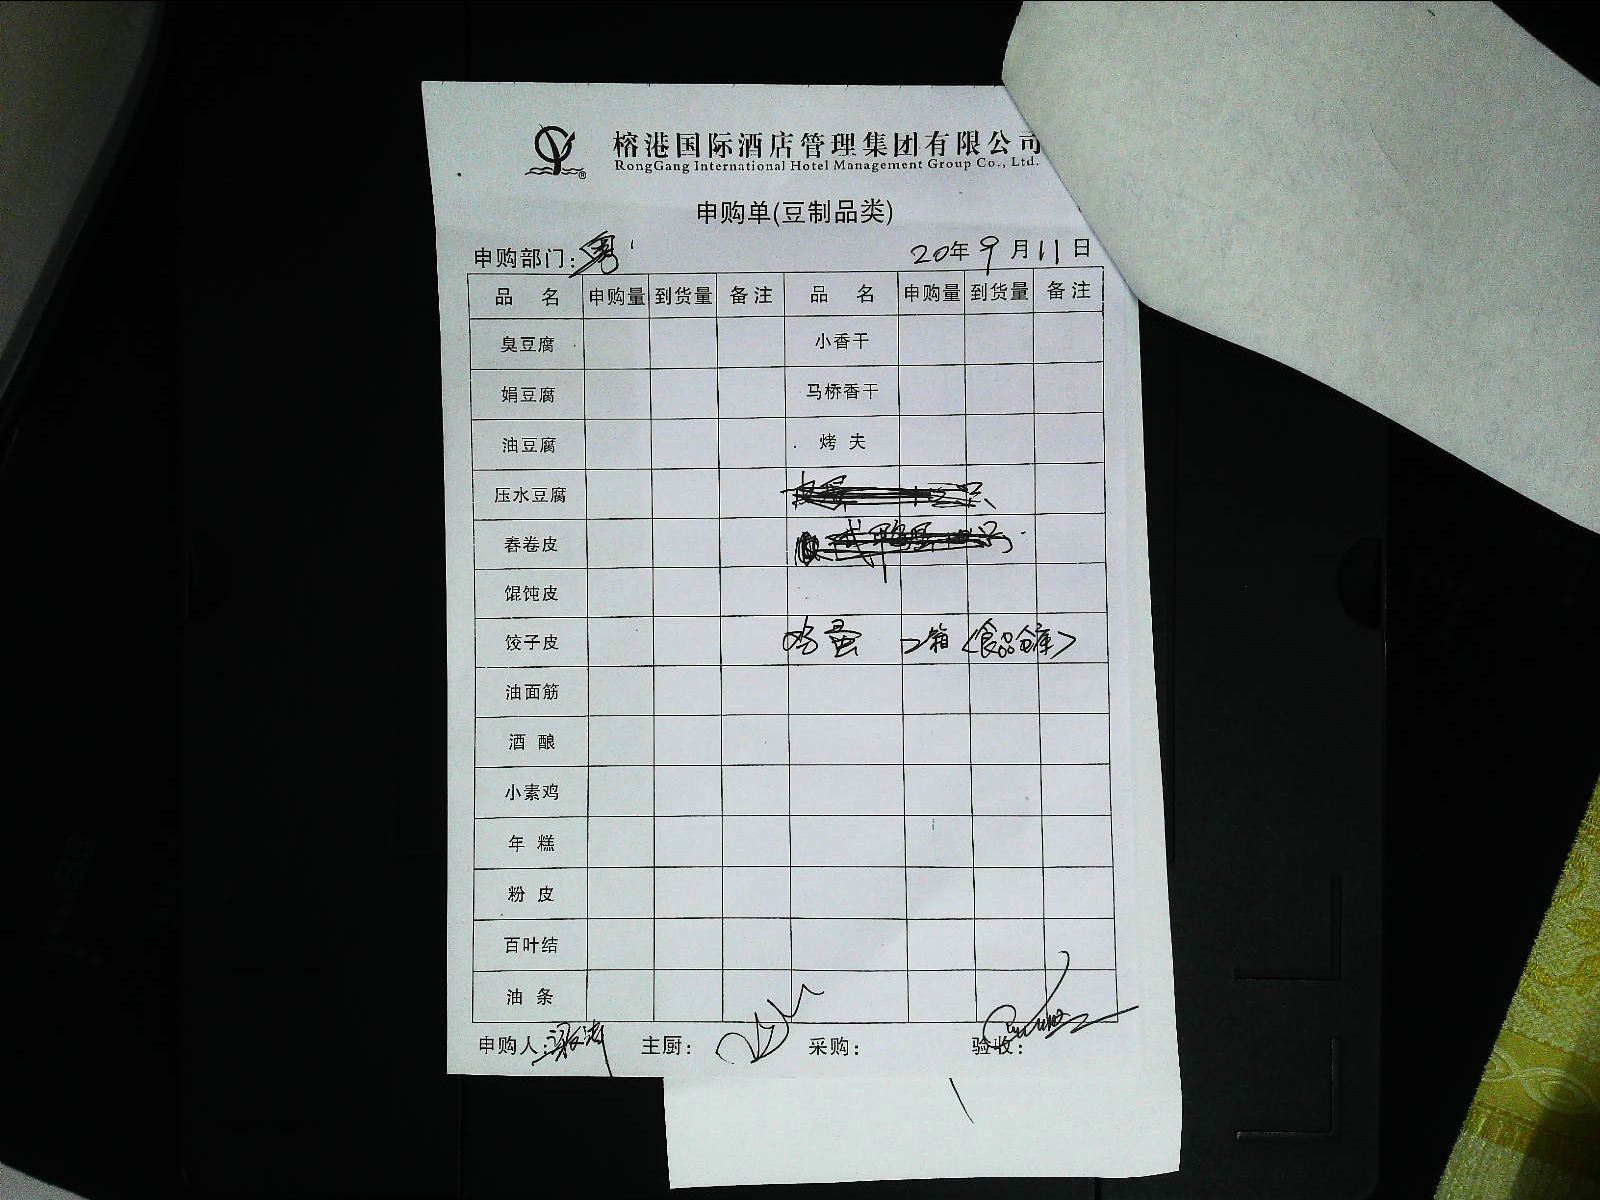 榕港国际酒店管理集团有限公司
RongGang International Hotel Management Group Co., Ltd.
申购单(豆制品类)
申购部门: 粤 20年9月11日
品 名 申购量 到货量 备注 品 名 申购量 到货量 备注
臭豆腐 小香干
娟豆腐 马桥香干
油豆腐 烤夫
压水豆腐
春卷皮
馄饨皮
饺子皮 鸡蛋 2箱 (食品仓库)
油面筋
酒酿
小素鸡
年糕
粉皮
百叶结
油条
申购人: 主厨: 采购: 验收: